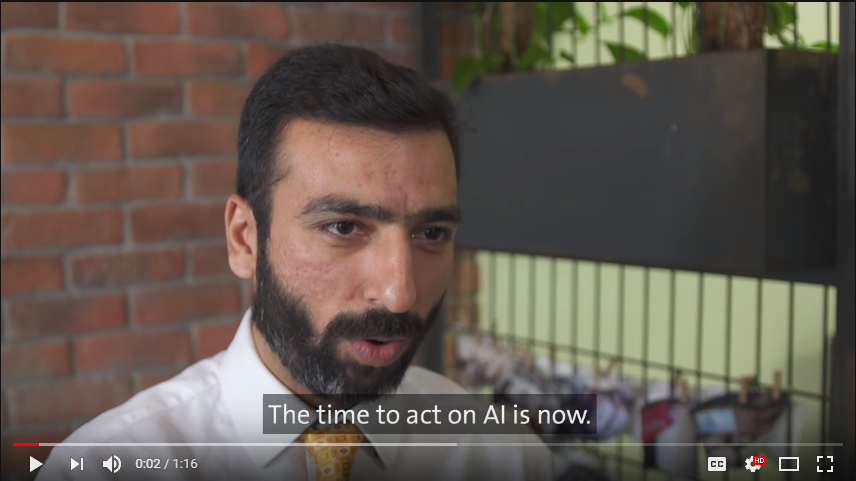 The time to act on AI is now.
0:02 / 1:16
CC
HD